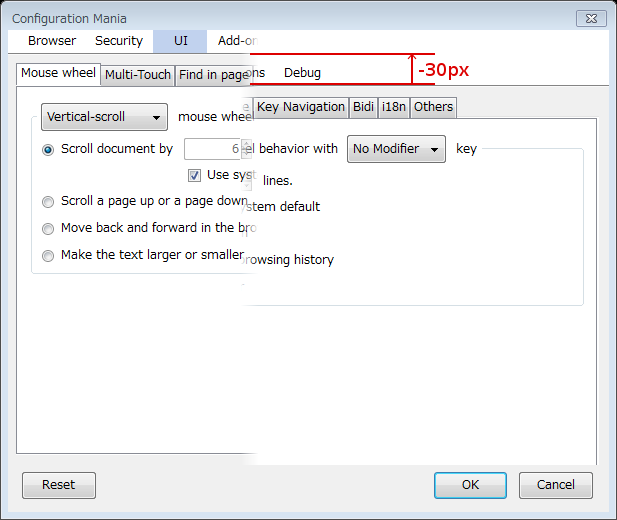 Configuration Mania
Browser Security UI Add-or
ons Debug
-30px
Mouse wheel Multi-Touch Find in page
e Key Navigation Bidi i18n Others
Vertical-scroll mouse wheel
Scroll document by 6 el behavior with No Modifier key
Use syst lines.
Scroll a page up or a page down
stem default
Move back and forward in the bro
Make the text larger or smaller
rowsing history
Reset OK Cancel